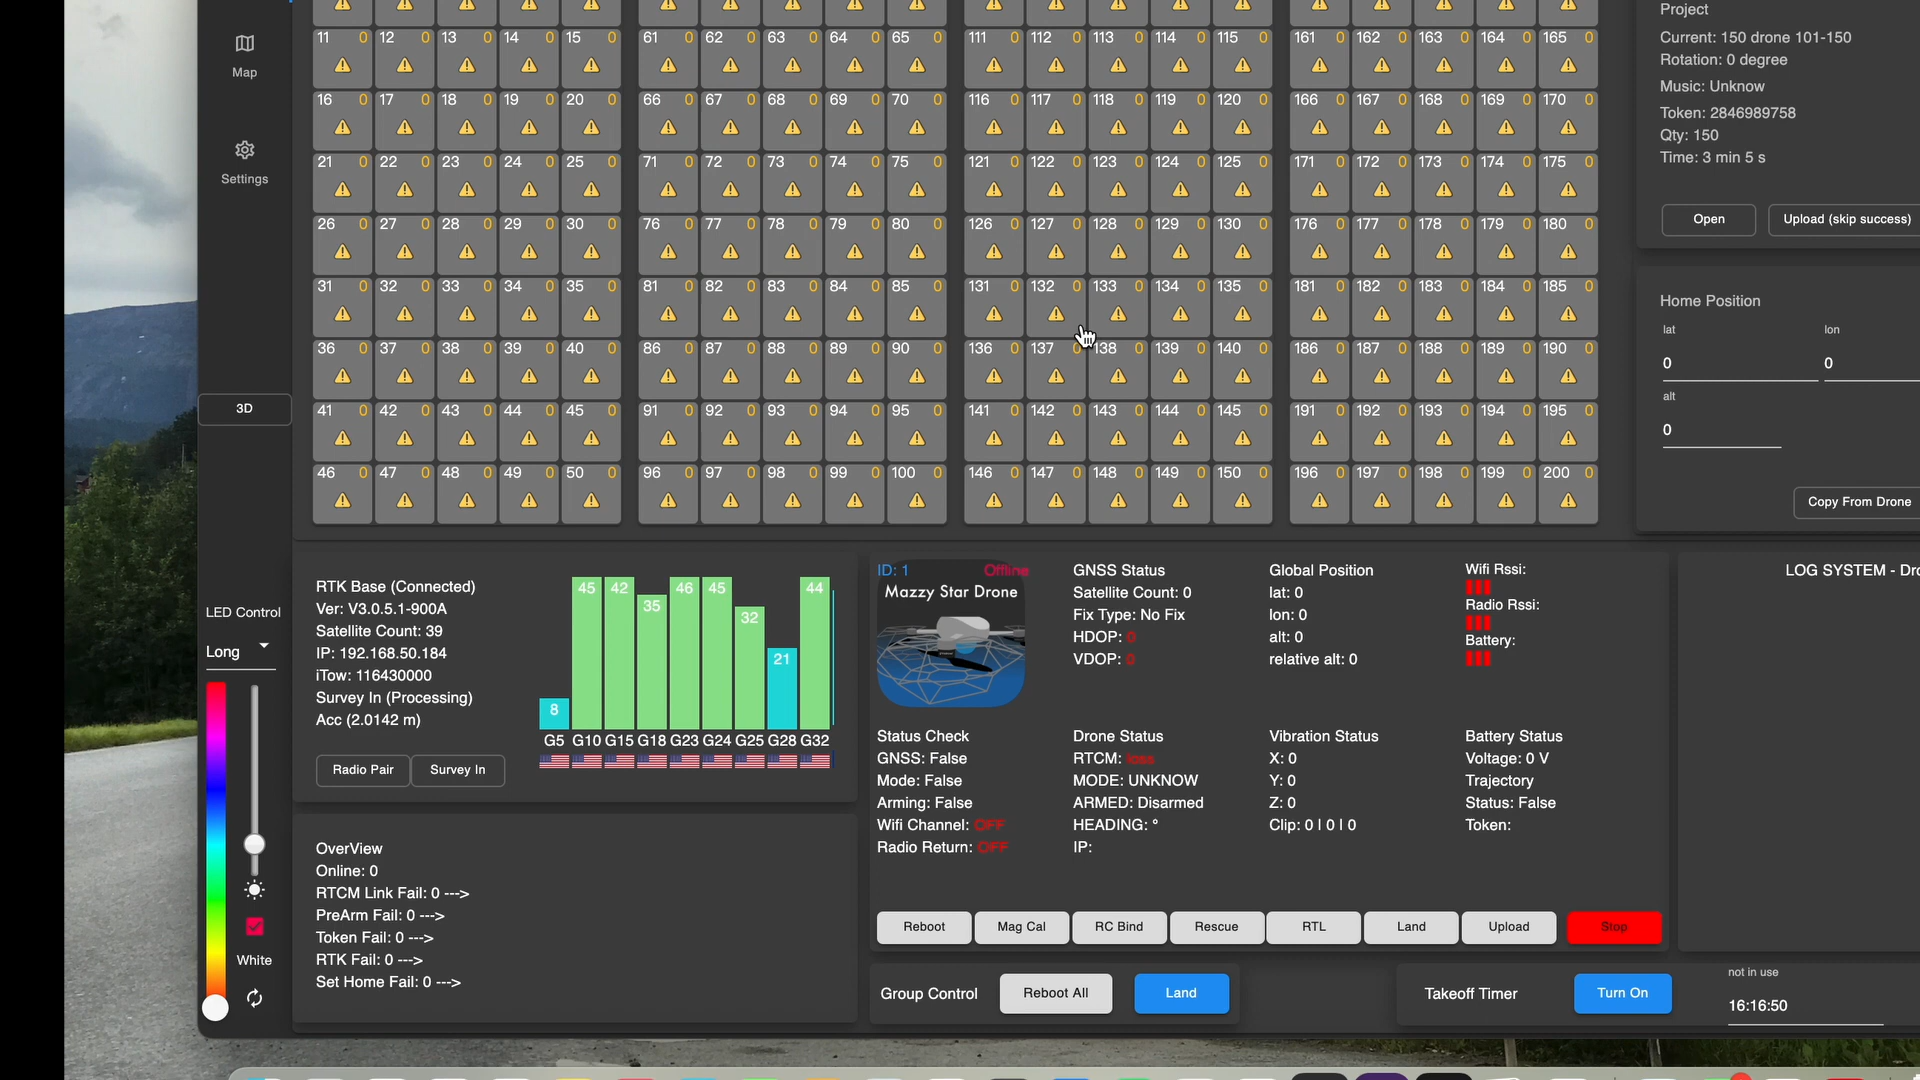 Map
Settings
3D
LED Control
Long
White
11 0 12 0 13 0 14 0 15 0 61 0 62 0 63 0 64 0 65 0 111 0 112 0 113 0 114 0 115 0 161 0 162 0 163 0 164 0 165 0
16 0 17 0 18 0 19 0 20 0 66 0 67 0 68 0 69 0 70 0 116 0 117 0 118 0 119 0 120 0 166 0 167 0 168 0 169 0 170 0
21 0 22 0 23 0 24 0 25 0 71 0 72 0 73 0 74 0 75 0 121 0 122 0 123 0 124 0 125 0 171 0 172 0 173 0 174 0 175 0
26 0 27 0 28 0 29 0 30 0 76 0 77 0 78 0 79 0 80 0 126 0 127 0 128 0 129 0 130 0 176 0 177 0 178 0 179 0 180 0
31 0 32 0 33 0 34 0 35 0 81 0 82 0 83 0 84 0 85 0 131 0 132 0 133 0 134 0 135 0 181 0 182 0 183 0 184 0 185 0
36 0 37 0 38 0 39 0 40 0 86 0 87 0 88 0 89 0 90 0 136 0 137 0 138 0 139 0 140 0 186 0 187 0 188 0 189 0 190 0
41 0 42 0 43 0 44 0 45 0 91 0 92 0 93 0 94 0 95 0 141 0 142 0 143 0 144 0 145 0 191 0 192 0 193 0 194 0 195 0
46 0 47 0 48 0 49 0 50 0 96 0 97 0 98 0 99 0 100 0 146 0 147 0 148 0 149 0 150 0 196 0 197 0 198 0 199 0 200 0
Project
Current: 150 drone 101-150
Rotation: 0 degree
Music: Unknow
Token: 2846989758
Qty: 150
Time: 3 min 5 s
Open Upload (skip success)
Home Position
lat lon
0 0
alt
0
Copy From Drone
RTK Base (Connected)
Ver: V3.0.5.1-900A
Satellite Count: 39
IP: 192.168.50.184
iTow: 116430000
Survey In (Processing)
Acc (2.0142 m)
Radio Pair Survey In
8 45 42 35 46 45 32 21 44
G5 G10 G15 G18 G23 G24 G25 G28 G32
OverView
Online: 0
RTCM Link Fail: 0 --->
PreArm Fail: 0 --->
Token Fail: 0 --->
RTK Fail: 0 --->
Set Home Fail: 0 --->
ID: 1 Offline
Mazzy Star Drone
GNSS Status
Satellite Count: 0
Fix Type: No Fix
HDOP: 0
VDOP: 0
Global Position
lat: 0
lon: 0
alt: 0
relative alt: 0
Wifi Rssi:
Radio Rssi:
Battery:
Status Check
GNSS: False
Mode: False
Arming: False
Wifi Channel: OFF
Radio Return: OFF
Drone Status
RTCM: loss
MODE: UNKNOW
ARMED: Disarmed
HEADING: °
IP:
Vibration Status
X: 0
Y: 0
Z: 0
Clip: 0 | 0 | 0
Battery Status
Voltage: 0 V
Trajectory
Status: False
Token:
Reboot Mag Cal RC Bind Rescue RTL Land Upload Stop
Group Control Reboot All Land
Takeoff Timer Turn On
not in use
16:16:50
LOG SYSTEM - Dro